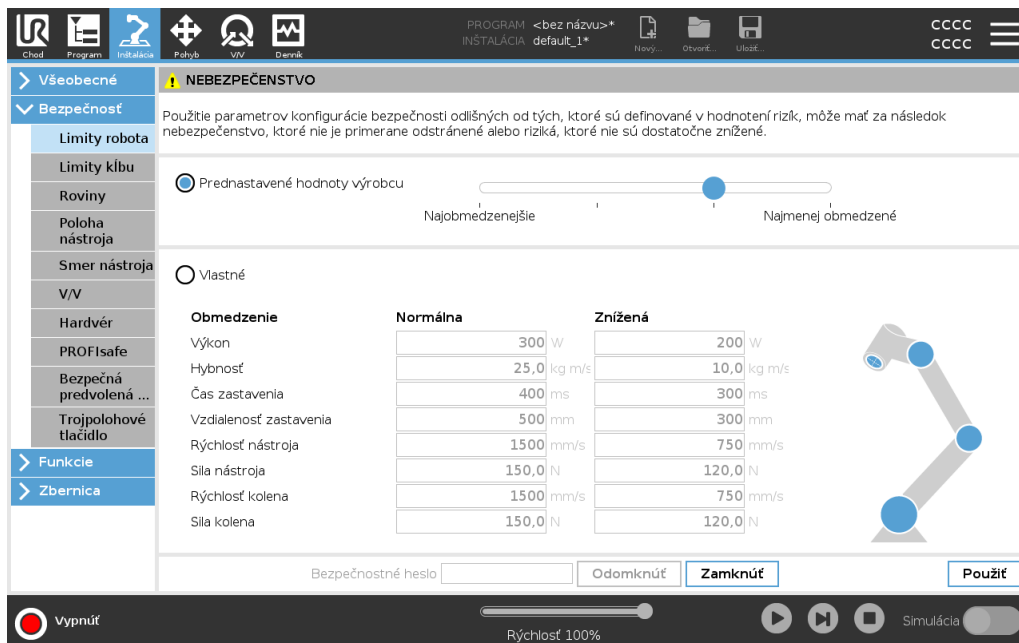 UR
Chod
Program
Inštalácia
Pohyb
V/V
Denník
PROGRAM <bez názvu>*
INŠTALÁCIA default_1*
Nový...
Otvoriť...
Uložiť...
CCCC
CCCC
Všeobecné
Bezpečnosť
Limity robota
Limity kĺbu
Roviny
Poloha
nástroja
Smer nástroja
V/V
Hardvér
PROFIsafe
Bezpečná
predvolená ...
Trojpolohové
tlačidlo
Funkcie
Zbernica
NEBEZPEČENSTVO
Použitie parametrov konfigurácie bezpečnosti odlišných od tých, ktoré sú definované v hodnotení rizík, môže mať za následok
nebezpečenstvo, ktoré nie je primerane odstránené alebo riziká, ktoré nie sú dostatočne znížené.
Prednastavené hodnoty výrobcu
Najobmedzenejšie
Najmenej obmedzené
Vlastné
Obmedzenie Normálna Znížená
Výkon 300 W 200 W
Hybnosť 25,0 kg m/s 10,0 kg m/s
Čas zastavenia 400 ms 300 ms
Vzdialenosť zastavenia 500 mm 300 mm
Rýchlosť nástroja 1500 mm/s 750 mm/s
Sila nástroja 150,0 N 120,0 N
Rýchlosť kolena 1500 mm/s 750 mm/s
Sila kolena 150,0 N 120,0 N
Bezpečnostné heslo Odomknúť Zamknúť Použiť
Vypnúť
Rýchlosť 100%
Simulácia